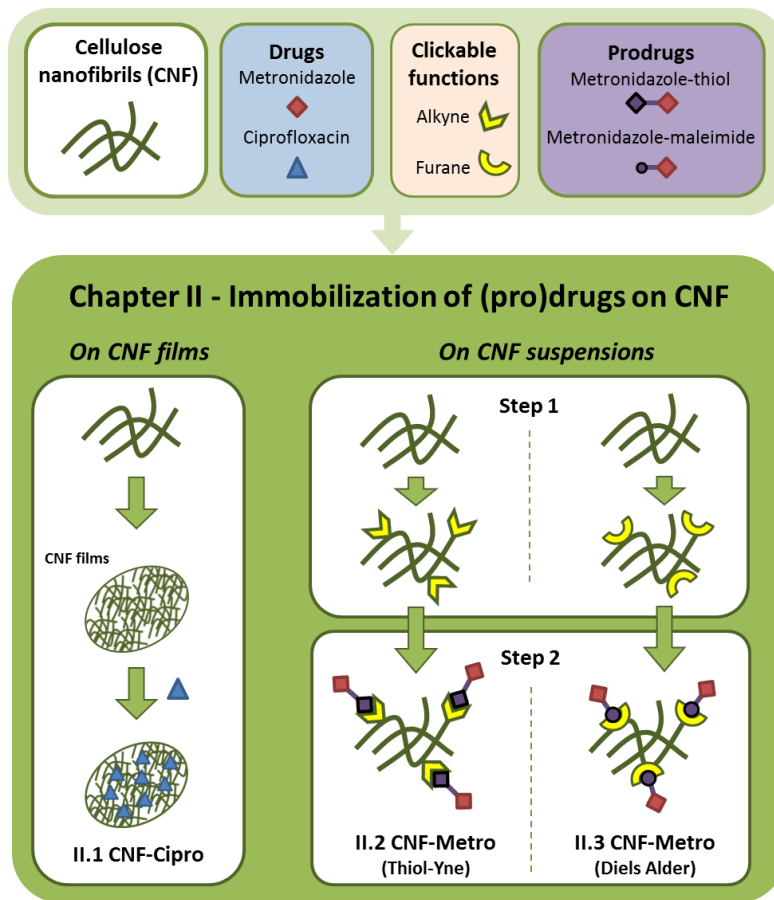 Cellulose
nanofibrils (CNF)
Drugs
Metronidazole
Ciprofloxacin
Clickable
functions
Alkyne
Furane
Prodrugs
Metronidazole-thiol
Metronidazole-maleimide
Chapter II - Immobilization of (pro)drugs on CNF
On CNF films
On CNF suspensions
CNF films
II.1 CNF-Cipro
Step 1
Step 2
II.2 CNF-Metro
(Thiol-Yne)
II.3 CNF-Metro
(Diels Alder)